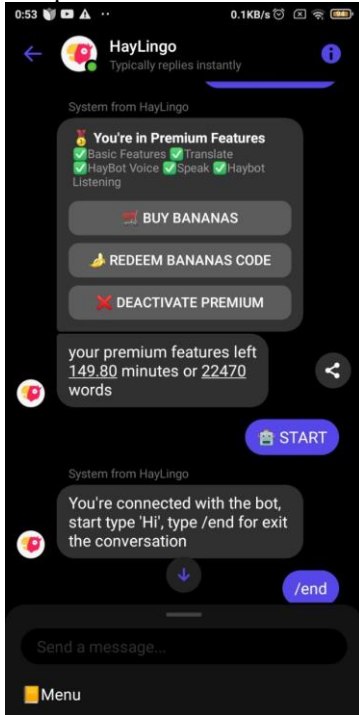 0:53
0.1KB/s
94
HayLingo
Typically replies instantly
System from HayLingo
You're in Premium Features
Basic Features Translate
HayBot Voice Speak Haybot
Listening
BUY BANANAS
REDEEM BANANAS CODE
DEACTIVATE PREMIUM
your premium features left
149.80 minutes or 22470
words
START
System from HayLingo
You're connected with the bot,
start type 'Hi', type /end for exit
the conversation
/end
Send a message...
Menu